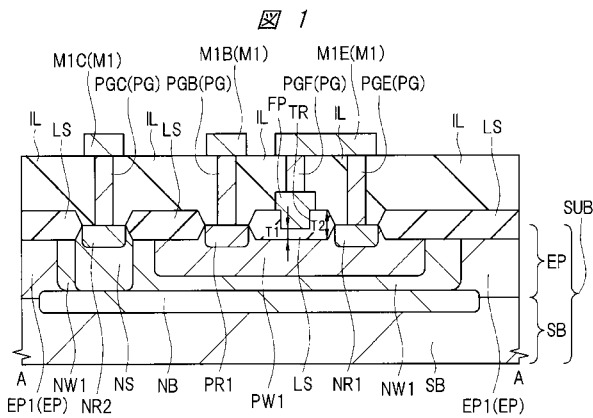 図 1
M1C(M1) M1B(M1) M1E(M1)
PGC(PG) PGB(PG) PGF(PG) PGE(PG)
FP TR
IL LS IL LS IL IL IL LS
SUB
T1 T2
EP
SB
A A
NW1 NS NB PR1 LS NR1 NW1 SB
EP1(EP) NR2 PW1 EP1(EP)